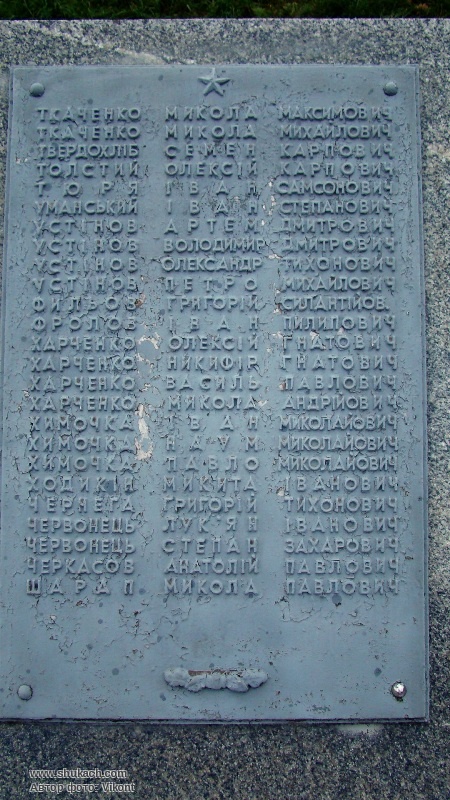 ТКАЧЕНКО МИКОЛА МАКСИМОВИЧ
ТКАЧЕНКО МИКОЛА МИХАЙЛОВИЧ
ТВЕРДОХЛІБ СЕМЕН КАРПОВИЧ
ТОЛСТИЙ ОЛЕКСІЙ КАРПОВИЧ
ТЮРЯ ІВАН САМСОНОВИЧ
УМАНСЬКИЙ ІВАН СТЕПАНОВИЧ
УСТІНОВ АРТЕМ ДМИТРОВИЧ
УСТІНОВ ВОЛОДИМИР ДМИТРОВИЧ
УСТІНОВ ОЛЕКСАНДР ТИХОНОВИЧ
УСТІНОВ ПЕТРО МИХАЙЛОВИЧ
ФИЛЬОВ ГРИГОРІЙ СИЛАНТІЙОВ.
ФРОЛОВ ІВАН ПИЛИПОВИЧ
ХАРЧЕНКО ОЛЕКСІЙ ГНАТОВИЧ
ХАРЧЕНКО НИКИФІР ГНАТОВИЧ
ХАРЧЕНКО ВАСИЛЬ ПАВЛОВИЧ
ХАРЧЕНКО МИКОЛА АНДРІЙОВИЧ
ХИМОЧКА ІВАН МИКОЛАЙОВИЧ
ХИМОЧКА НАУМ МИКОЛАЙОВИЧ
ХИМОЧКА ПАВЛО МИКОЛАЙОВИЧ
ХОДИКІН МИКИТА ІВАНОВИЧ
ЧЕРНЕГА ГРИГОРІЙ ТИХОНОВИЧ
ЧЕРВОНЕЦЬ ЛУК'ЯН ІВАНОВИЧ
ЧЕРВОНЕЦЬ СТЕПАН ЗАХАРОВИЧ
ЧЕРКАСОВ АНАТОЛІЙ ПАВЛОВИЧ
ШАРАП МИКОЛА ПАВЛОВИЧ
www.shukach.com
Автор фото: Vikont